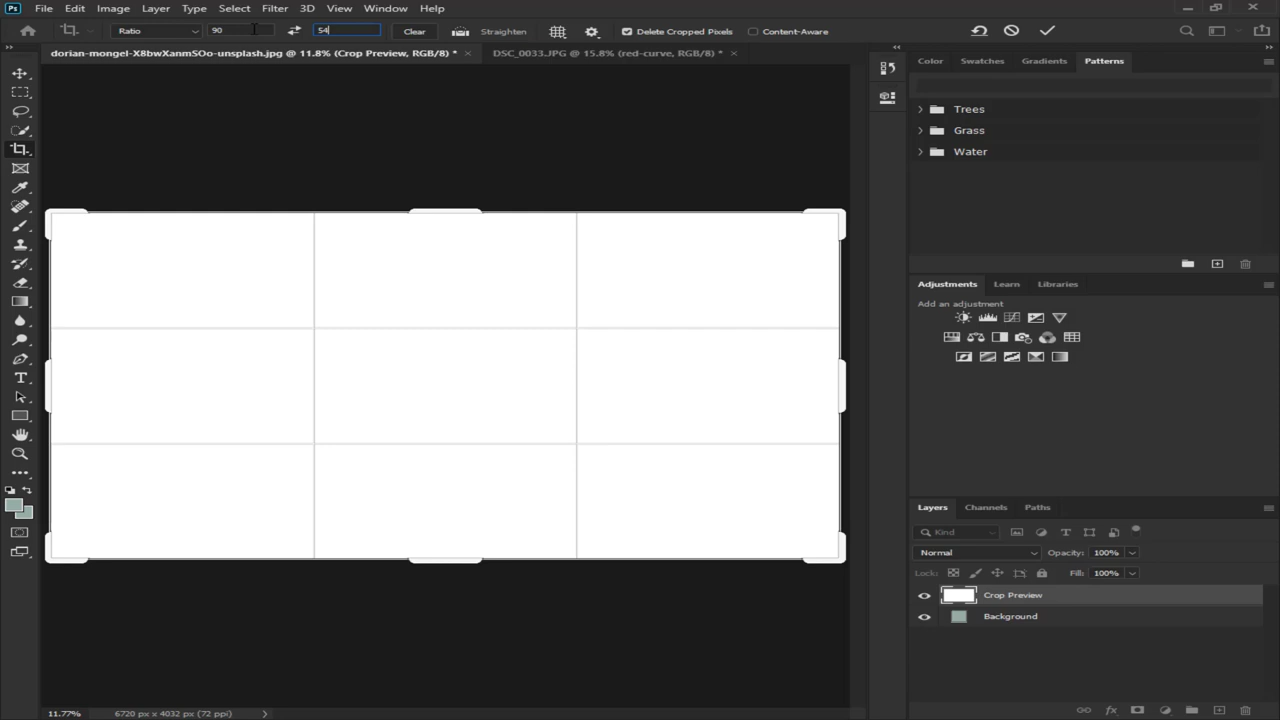 Ps File Edit Image Layer Type Select Filter 3D View Window Help
Ratio 90 54 Clear Straighten Delete Cropped Pixels Content-Aware
dorian-mongel-X8bwXanmSOo-unsplash.jpg @ 11.8% (Crop Preview, RGB/8) * × DSC_0033.JPG @ 15.8% (red-curve, RGB/8) * ×
Color Swatches Gradients Patterns
Trees
Grass
Water
Adjustments Learn Libraries
Add an adjustment
Layers Channels Paths
Kind
Normal Opacity: 100%
Lock: Fill: 100%
Crop Preview
Background
11.77% 6720 px x 4032 px (72 ppi)